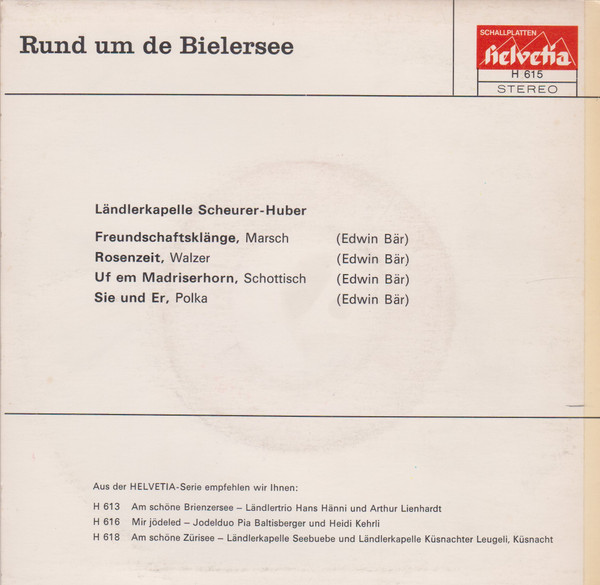 Rund um de Bielersee
SCHALLPLATTEN
helvetia
H 615
STEREO
Ländlerkapelle Scheurer-Huber
Freundschaftsklänge, Marsch (Edwin Bär)
Rosenzeit, Walzer (Edwin Bär)
Uf em Madriserhorn, Schottisch (Edwin Bär)
Sie und Er, Polka (Edwin Bär)
Aus der HELVETIA-Serie empfehlen wir Ihnen:
H 613 Am schöne Brienzersee – Ländlertrio Hans Hänni und Arthur Lienhardt
H 616 Mir jödeled – Jodelduo Pia Baltisberger und Heidi Kehrli
H 618 Am schöne Zürisee – Ländlerkapelle Seebuebe und Ländlerkapelle Küsnachter Leugeli, Küsnacht